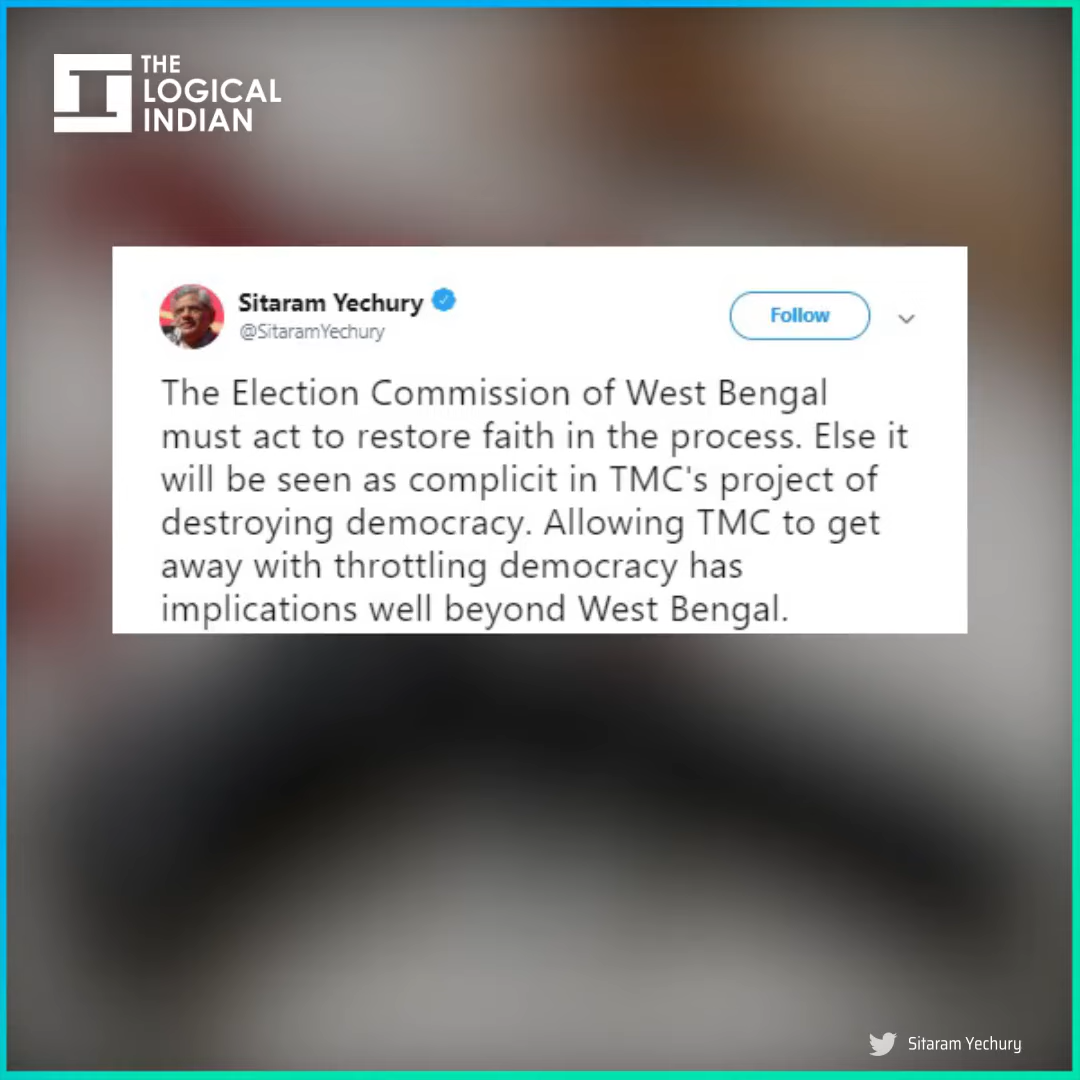 THE
LOGICAL
INDIAN
Sitaram Yechury
@SitaramYechury
Follow
The Election Commission of West Bengal
must act to restore faith in the process. Else it
will be seen as complicit in TMC's project of
destroying democracy. Allowing TMC to get
away with throttling democracy has
implications well beyond West Bengal.
Sitaram Yechury